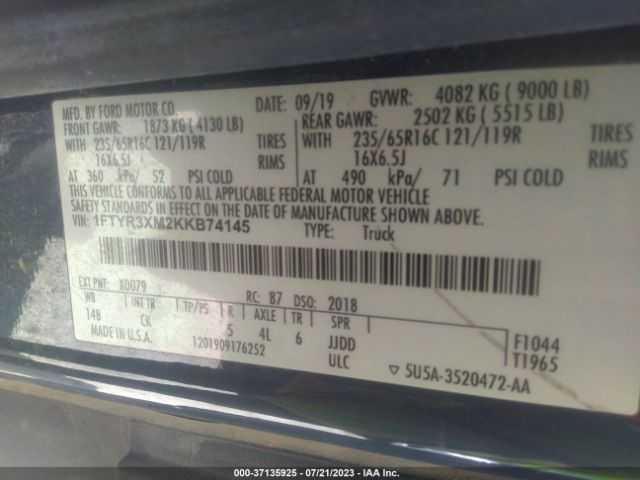 MFD. BY FORD MOTOR CO. DATE: 09/19 GVWR: 4082 KG ( 9000 LB)
FRONT GAWR: 1873 KG ( 4130 LB) REAR GAWR: 2502 KG ( 5515 LB)
WITH 235/65R16C 121/119R TIRES WITH 235/65R16C 121/119R TIRES
16X6.5J RIMS 16X6.5J RIMS
AT 360 kPa/ 52 PSI COLD AT 490 kPa/ 71 PSI COLD
THIS VEHICLE CONFORMS TO ALL APPLICABLE FEDERAL MOTOR VEHICLE
SAFETY STANDARDS IN EFFECT ON THE DATE OF MANUFACTURE SHOWN ABOVE.
VIN: 1FTYR3XM2KKB74145 TYPE: Truck
EXT PNT: X0079 RC: 87 DSO: 2018
WB INT TR TP/PS R AXLE TR SPR
148 CK 5 4L 6 JJDD F1044
MADE IN U.S.A. 1201909176252 ULC T1965
▽ 5U5A-3520472-AA
000-37135925 - 07/21/2023 - IAA Inc.